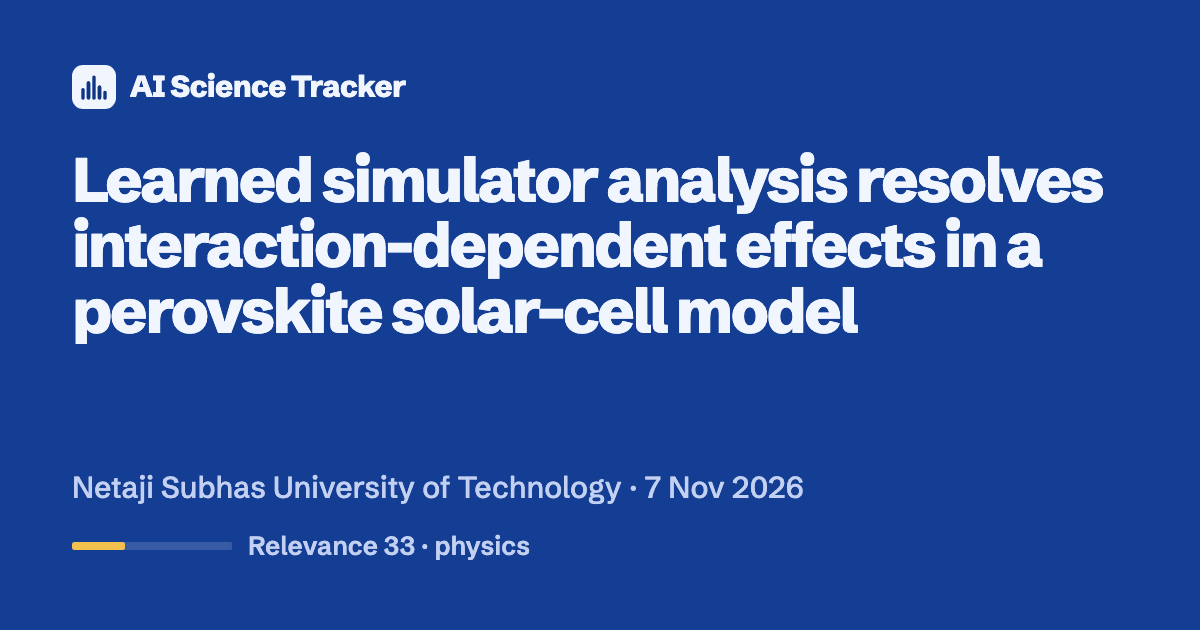 AI Science Tracker
Learned simulator analysis resolves
interaction-dependent effects in a
perovskite solar-cell model
Netaji Subhas University of Technology · 7 Nov 2026
Relevance 33 · physics